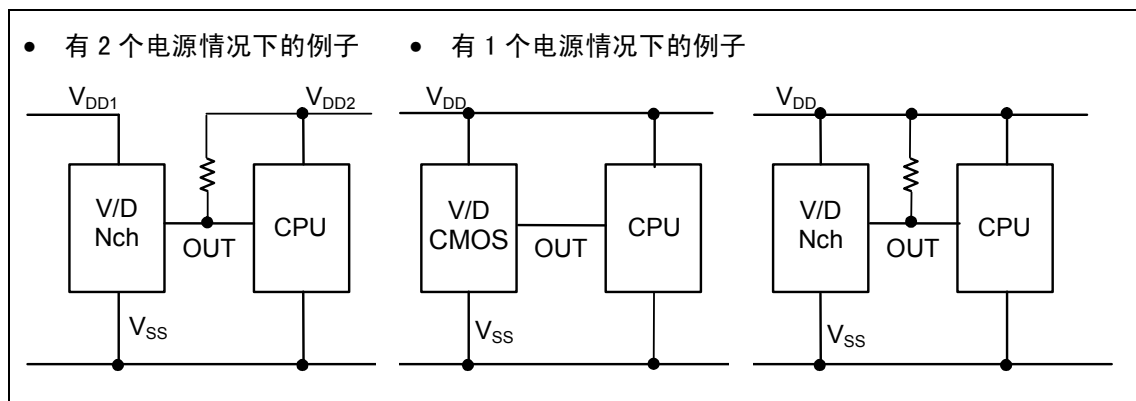 • 有 2 个电源情况下的例子
• 有 1 个电源情况下的例子
VDD1
VDD2
V/D
Nch
OUT
CPU
VSS
VDD
V/D
CMOS
OUT
CPU
VSS
VDD
V/D
Nch
OUT
CPU
VSS